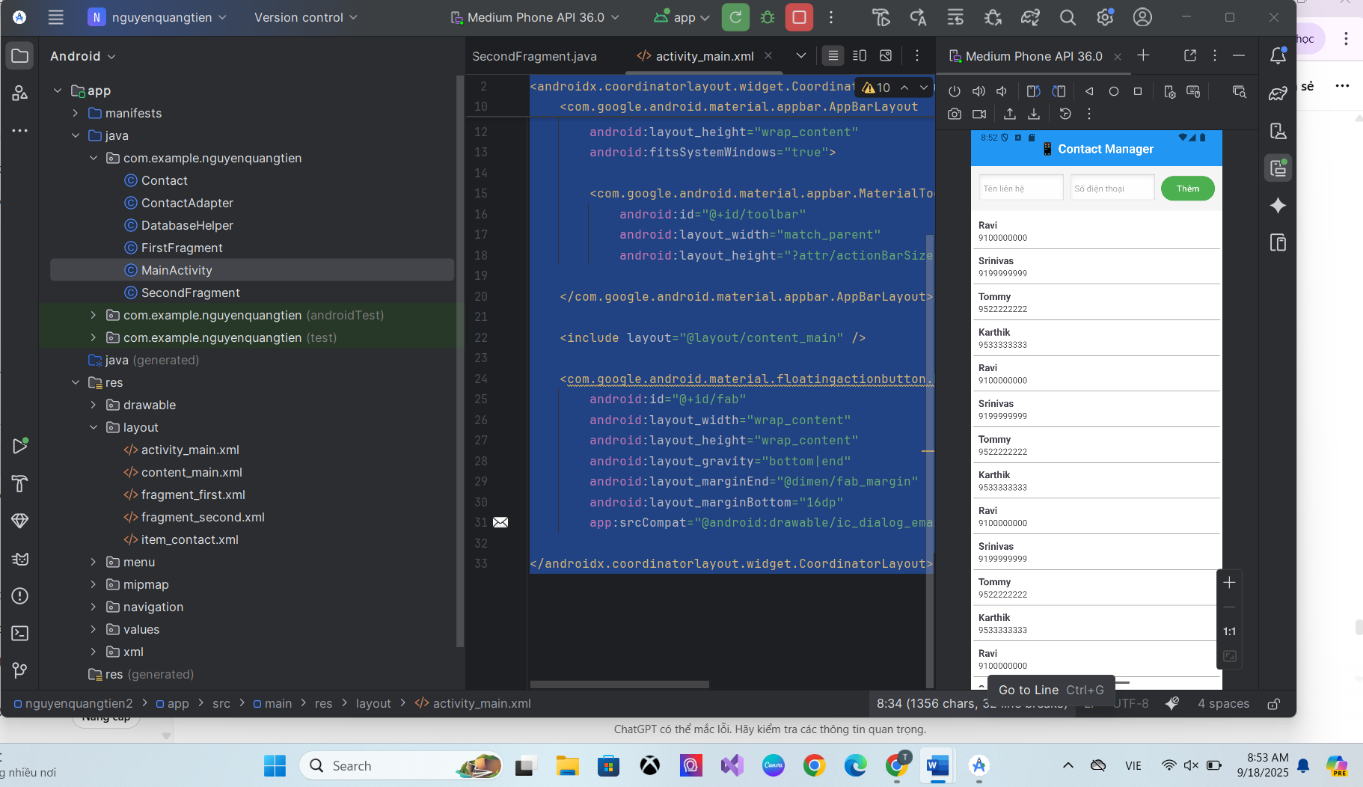 N nguyenquangtien Version control Medium Phone API 36.0 app
Android
app
manifests
java
com.example.nguyenquangtien
Contact
ContactAdapter
DatabaseHelper
FirstFragment
MainActivity
SecondFragment
com.example.nguyenquangtien (androidTest)
com.example.nguyenquangtien (test)
java (generated)
res
drawable
layout
activity_main.xml
content_main.xml
fragment_first.xml
fragment_second.xml
item_contact.xml
menu
mipmap
navigation
values
xml
res (generated)
SecondFragment.java activity_main.xml
10
2 <androidx.coordinatorlayout.widget.Coordina
10 <com.google.android.material.appbar.AppBarLayout
12 android:layout_height="wrap_content"
13 android:fitsSystemWindows="true">
14
15 <com.google.android.material.appbar.MaterialToo
16 android:id="@+id/toolbar"
17 android:layout_width="match_parent"
18 android:layout_height="?attr/actionBarSize
19
20 </com.google.android.material.appbar.AppBarLayout>
21
22 <include layout="@layout/content_main" />
23
24 <com.google.android.material.floatingactionbutton.
25 android:id="@+id/fab"
26 android:layout_width="wrap_content"
27 android:layout_height="wrap_content"
28 android:layout_gravity="bottom|end"
29 android:layout_marginEnd="@dimen/fab_margin"
30 android:layout_marginBottom="16dp"
31 app:srcCompat="@android:drawable/ic_dialog_ema
32
33 </androidx.coordinatorlayout.widget.CoordinatorLayout>
Medium Phone API 36.0
8:52
Contact Manager
Tên liên hệ Số điện thoại Thêm
Ravi
9100000000
Srinivas
9199999999
Tommy
9522222222
Karthik
9533333333
Ravi
9100000000
Srinivas
9199999999
Tommy
9522222222
Karthik
9533333333
Ravi
9100000000
Srinivas
9199999999
Tommy
9522222222
Karthik
9533333333
Ravi
9100000000
1:1
Go to Line Ctrl+G
học
sẻ
nguyenquangtien2 app src main res layout activity_main.xml
8:34 (1356 chars, 32 line breaks) UTF-8 4 spaces
Nâng cấp
ChatGPT có thể mắc lỗi. Hãy kiểm tra các thông tin quan trọng.
g nhiều nơi
Search
Canva
T
VIE
8:53 AM
9/18/2025
PRE